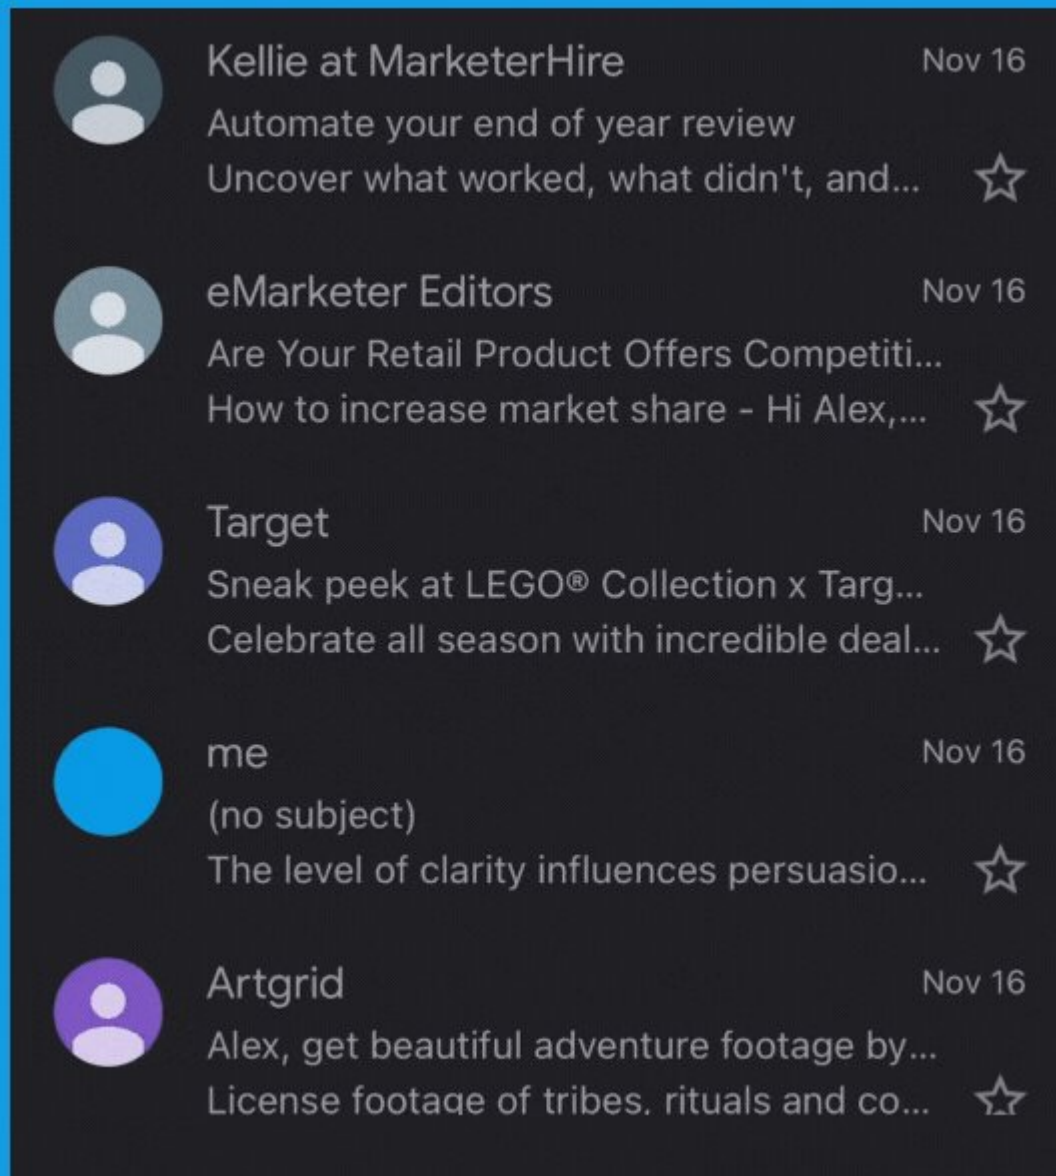 Kellie at MarketerHire Nov 16
Automate your end of year review
Uncover what worked, what didn't, and...
eMarketer Editors Nov 16
Are Your Retail Product Offers Competiti...
How to increase market share - Hi Alex,...
Target Nov 16
Sneak peek at LEGO® Collection x Targ...
Celebrate all season with incredible deal...
me Nov 16
(no subject)
The level of clarity influences persuasio...
Artgrid Nov 16
Alex, get beautiful adventure footage by...
License footage of tribes, rituals and co...